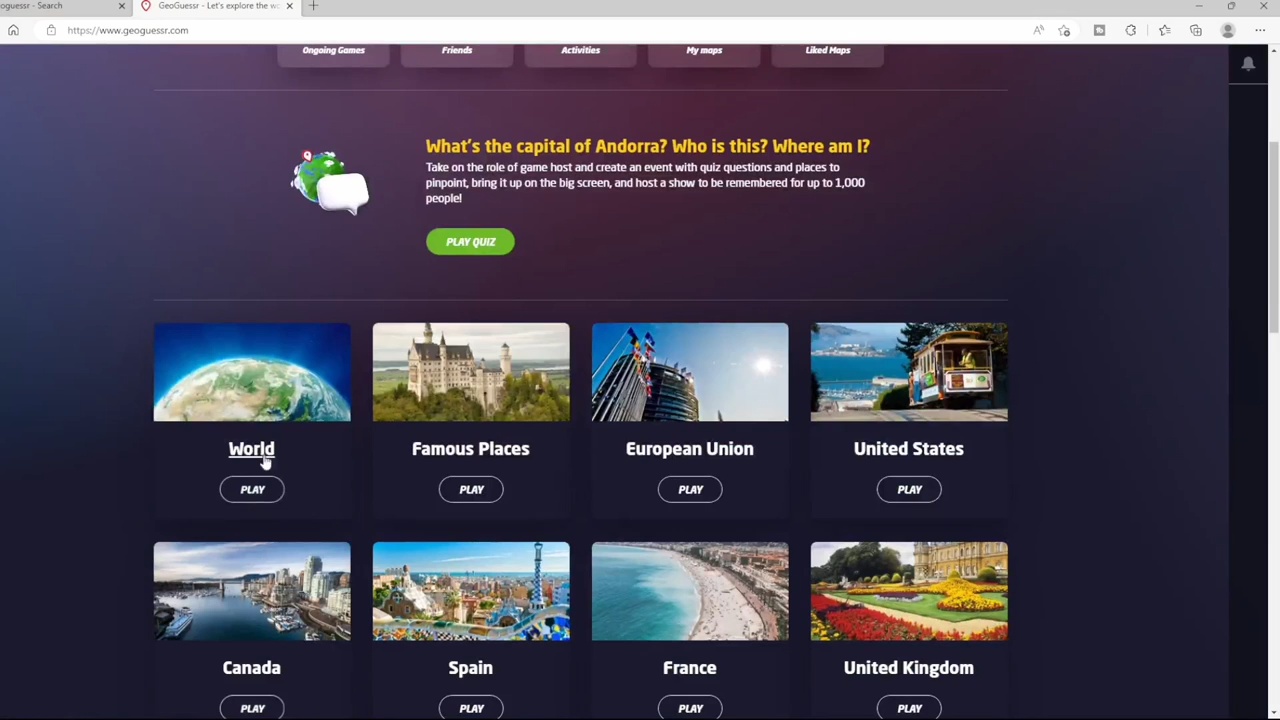 oguessr - Search
GeoGuessr - Let's explore the wo
https://www.geoguessr.com
Ongoing Games
Friends
Activities
My maps
Liked Maps
What's the capital of Andorra? Who is this? Where am I?
Take on the role of game host and create an event with quiz questions and places to
pinpoint, bring it up on the big screen, and host a show to be remembered for up to 1,000
people!
PLAY QUIZ
World
Famous Places
European Union
United States
PLAY
PLAY
PLAY
PLAY
Canada
Spain
France
United Kingdom
PLAY
PLAY
PLAY
PLAY